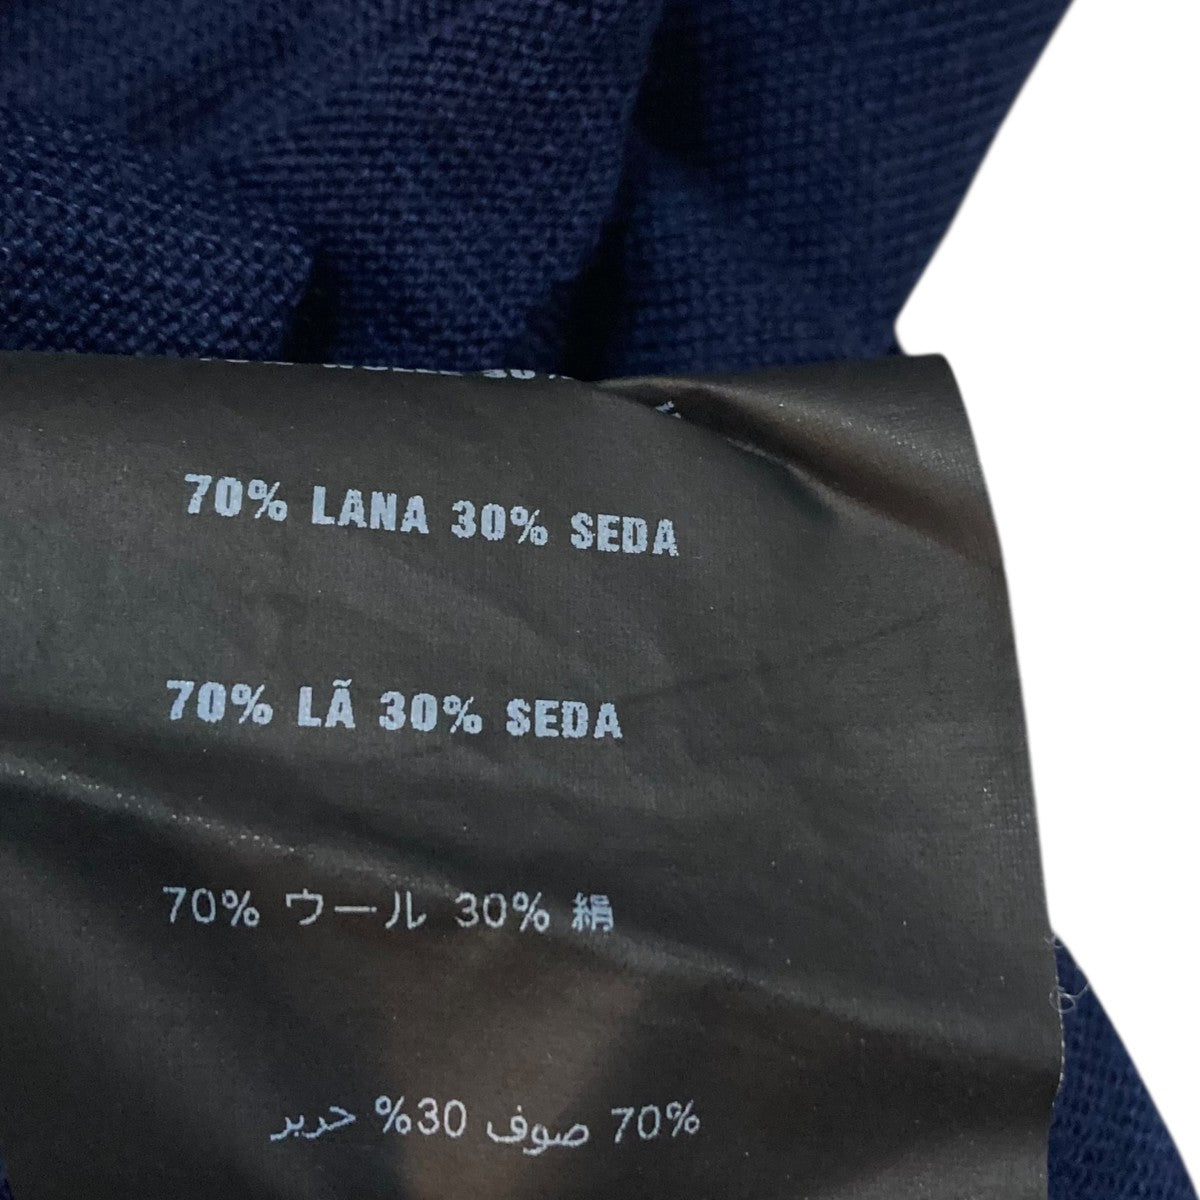 70% LANA 30% SEDA
70% LÃ 30% SEDA
70% ウール 30% 絹
70% صوف 30% حرير